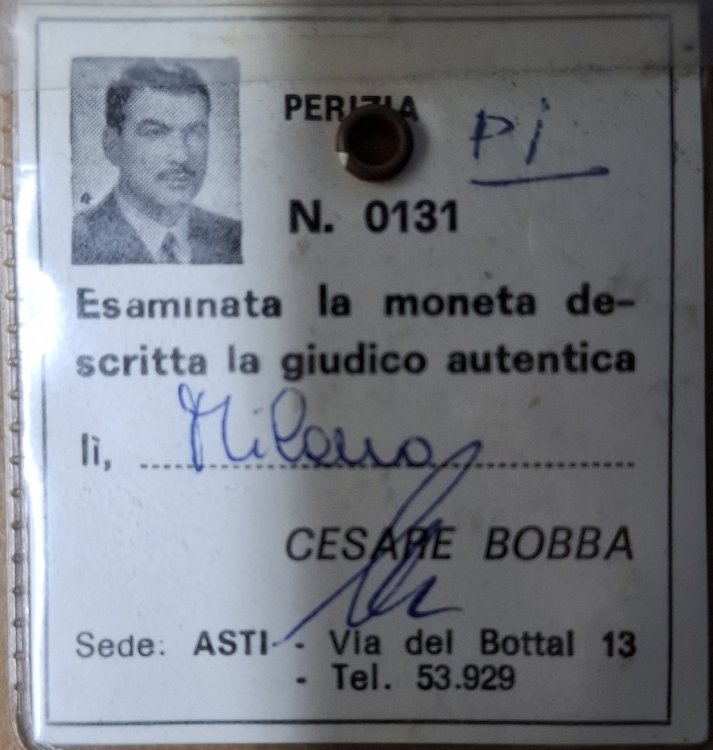 PERIZIA
Pi
N. 0131
Esaminata la moneta de-
scritta la giudico autentica
lì, Milano
CESARE BOBBA
Sede: ASTI - Via dei Bottai 13
- Tel. 53.929